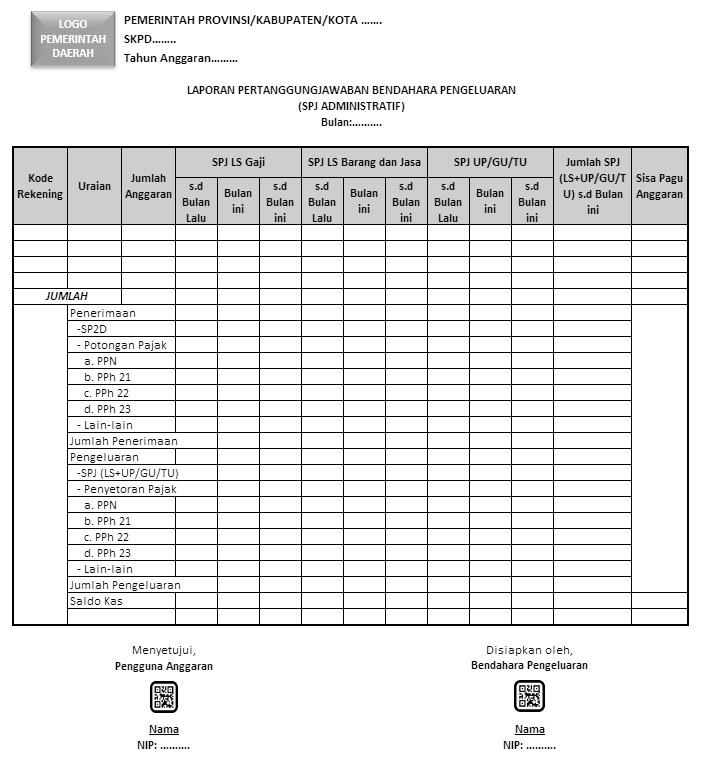 LOGO
PEMERINTAH
DAERAH
PEMERINTAH PROVINSI/KABUPATEN/KOTA .......
SKPD........
Tahun Anggaran.........
LAPORAN PERTANGGUNGJAWABAN BENDAHARA PENGELUARAN
(SPJ ADMINISTRATIF)
Bulan:..........
Kode Rekening
Uraian
Jumlah Anggaran
SPJ LS Gaji
SPJ LS Barang dan Jasa
SPJ UP/GU/TU
Jumlah SPJ
(LS+UP/GU/T
U) s.d Bulan
ini
Sisa Pagu
Anggaran
s.d Bulan Lalu
Bulan ini
s.d Bulan ini
s.d Bulan Lalu
Bulan ini
s.d Bulan ini
s.d Bulan Lalu
Bulan ini
s.d Bulan ini
JUMLAH
Penerimaan
-SP2D
- Potongan Pajak
a. PPN
b. PPh 21
c. PPh 22
d. PPh 23
- Lain-lain
Jumlah Penerimaan
Pengeluaran
-SPJ (LS+UP/GU/TU)
- Penyetoran Pajak
a. PPN
b. PPh 21
c. PPh 22
d. PPh 23
- Lain-lain
Jumlah Pengeluaran
Saldo Kas
Menyetujui,
Pengguna Anggaran
Nama
NIP: ..........
Disiapkan oleh,
Bendahara Pengeluaran
Nama
NIP: ..........